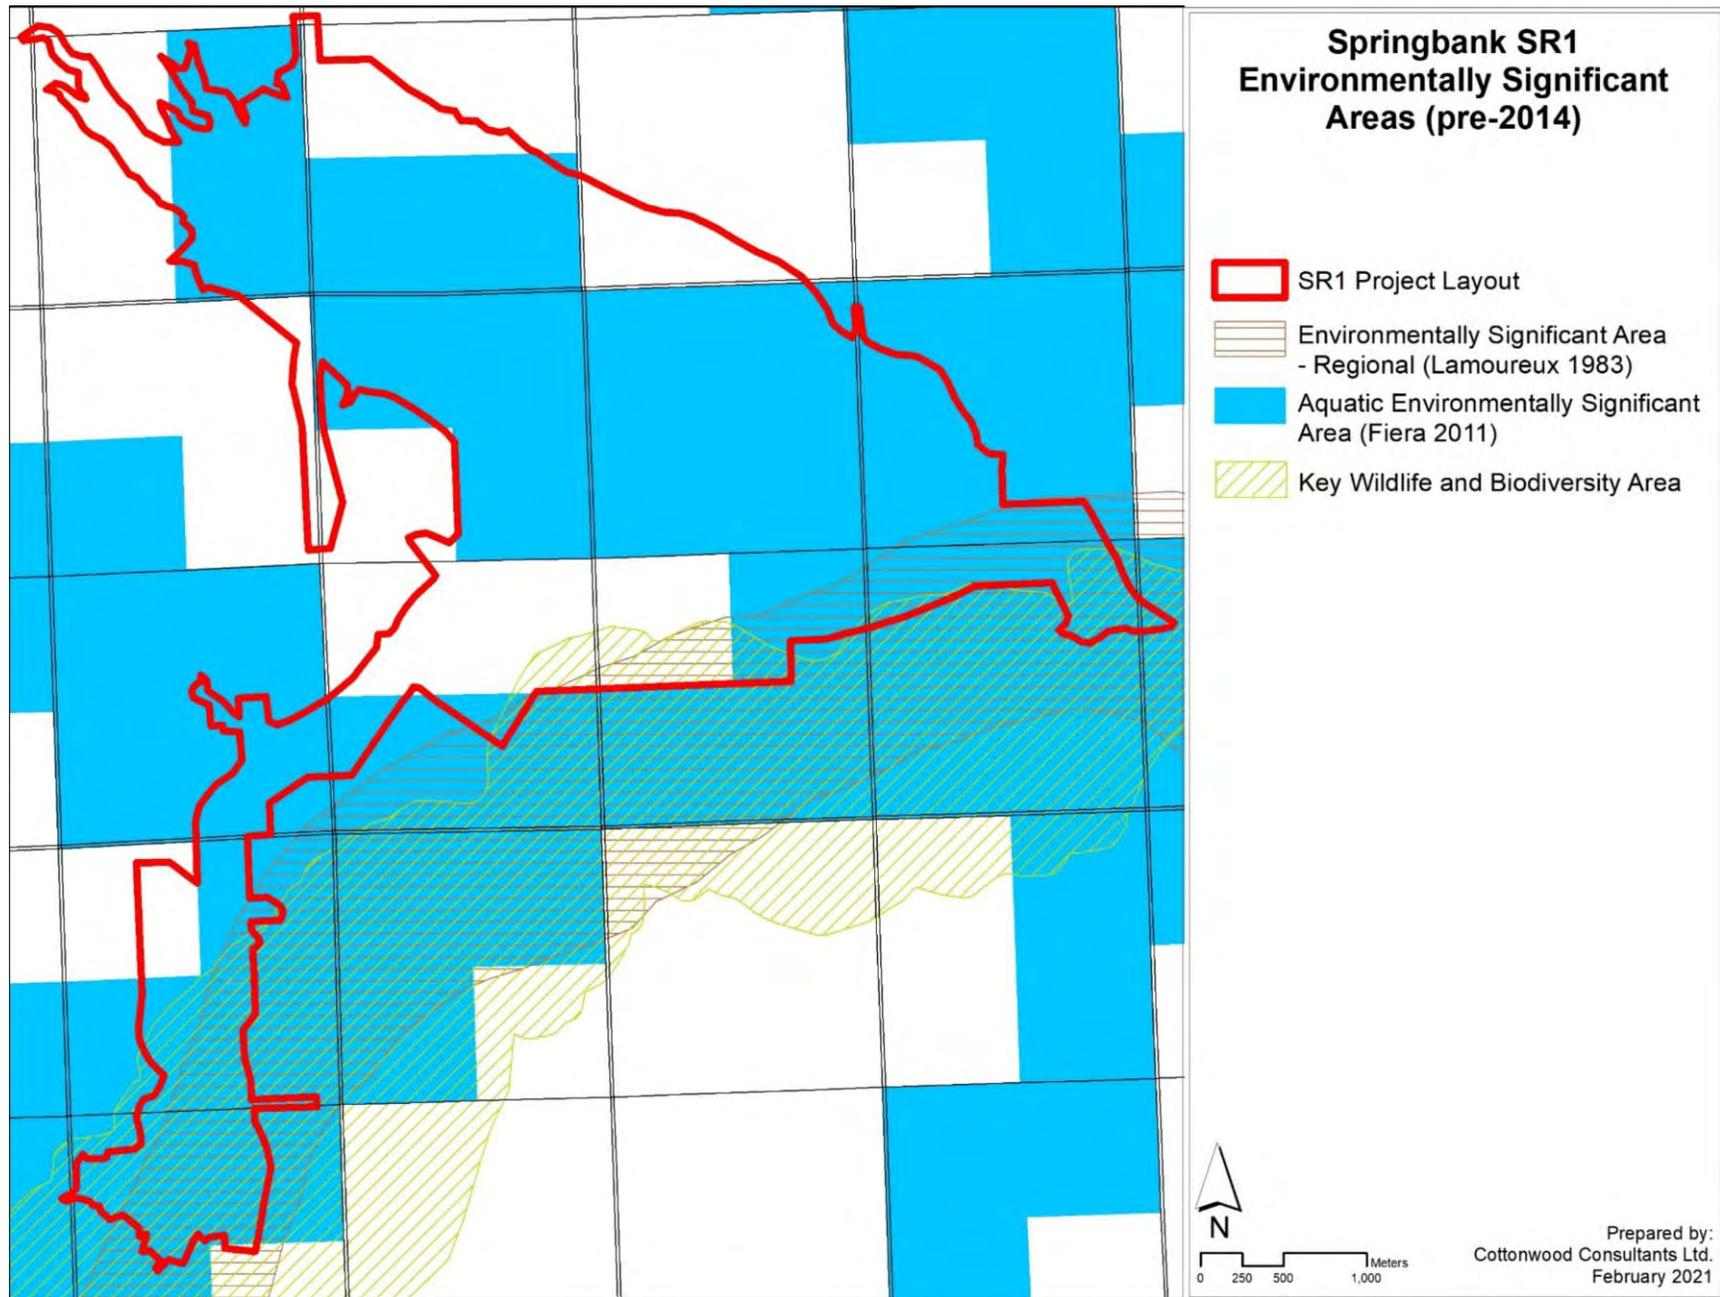 Springbank SR1
Environmentally Significant
Areas (pre-2014)
SR1 Project Layout
Environmentally Significant Area
- Regional (Lamoureux 1983)
Aquatic Environmentally Significant
Area (Fiera 2011)
Key Wildlife and Biodiversity Area
N
Meters
0 250 500 1,000
Prepared by:
Cottonwood Consultants Ltd.
February 2021